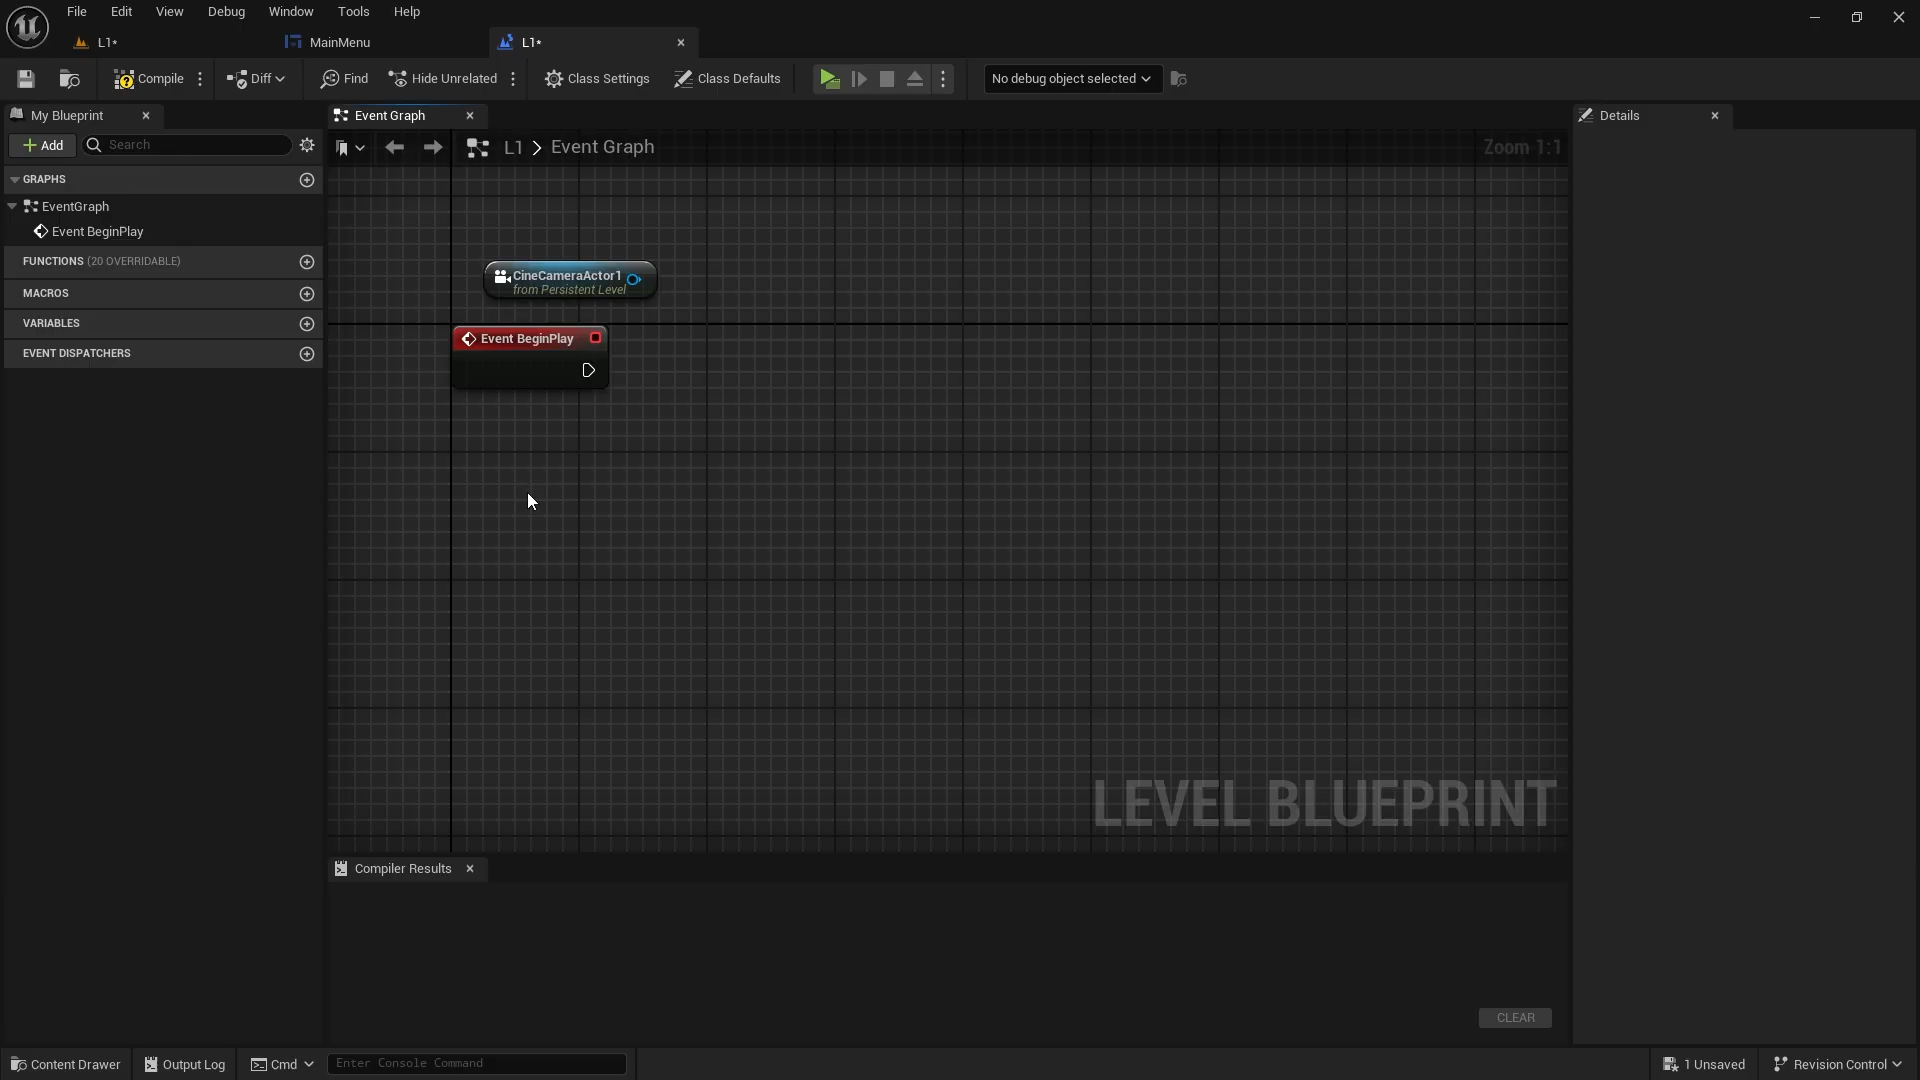 File Edit View Debug Window Tools Help
L1* MainMenu L1*
Compile Diff Find Hide Unrelated Class Settings Class Defaults No debug object selected
My Blueprint Event Graph Details
Add Search L1 > Event Graph Zoom 1:1
GRAPHS
EventGraph
Event BeginPlay
FUNCTIONS (20 OVERRIDABLE)
MACROS
VARIABLES
EVENT DISPATCHERS
CineCameraActor1
from Persistent Level
Event BeginPlay
LEVEL BLUEPRINT
Compiler Results
CLEAR
Content Drawer Output Log Cmd Enter Console Command 1 Unsaved Revision Control